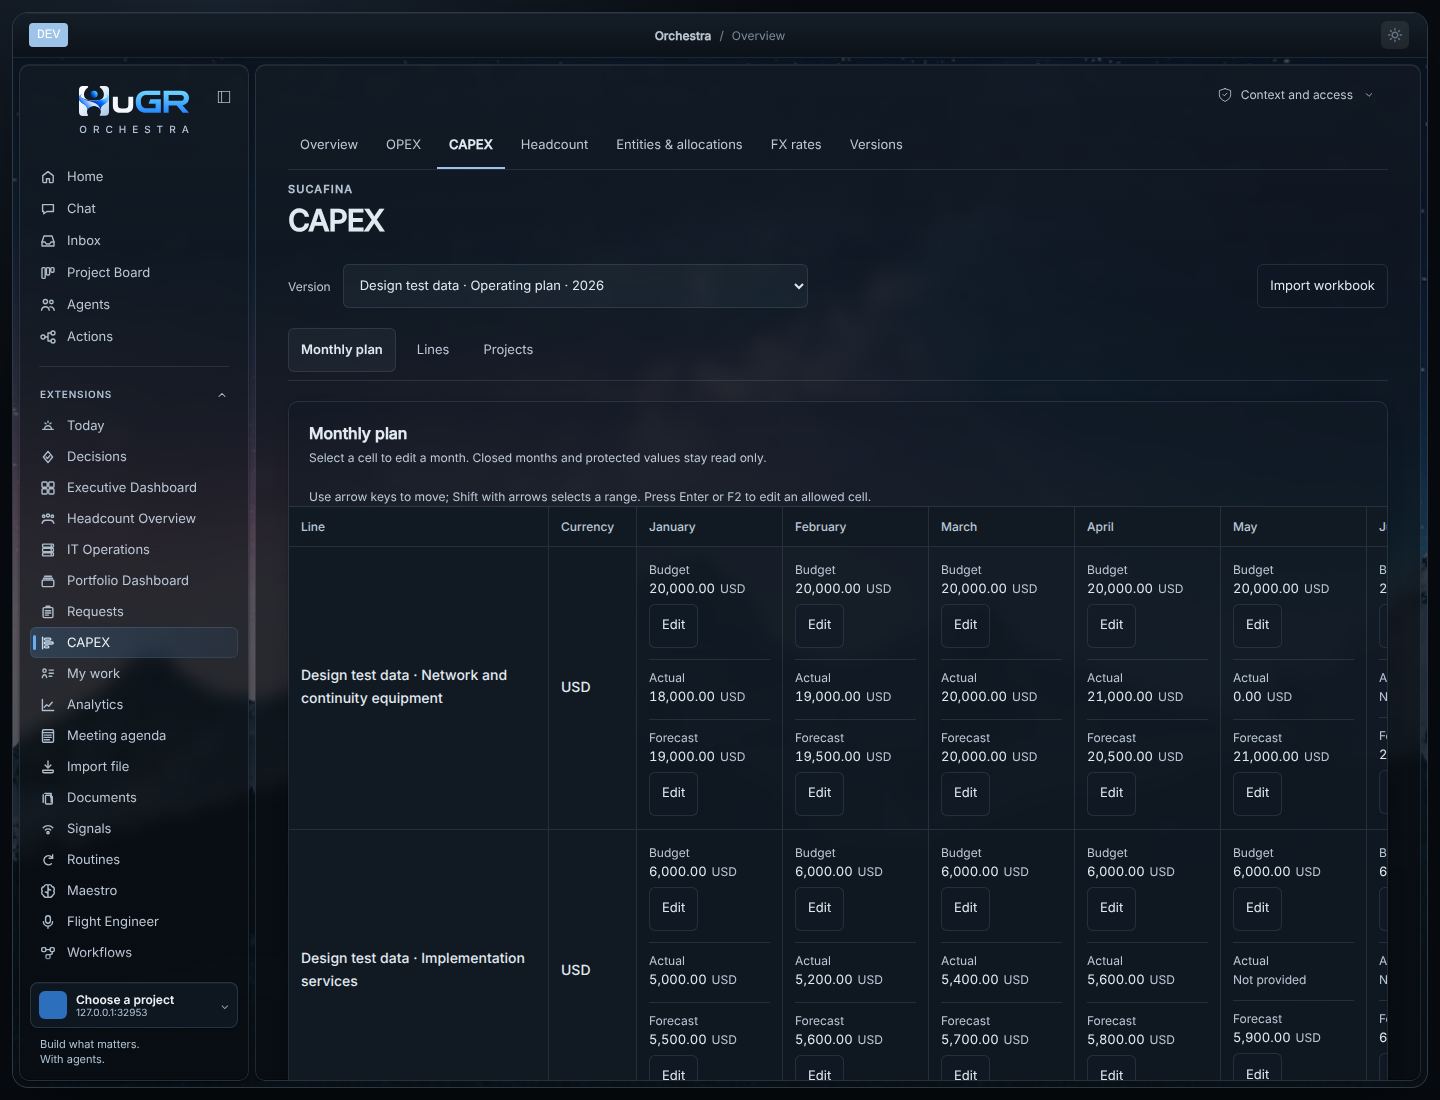 DEV
Orchestra / Overview
HuGR
ORCHESTRA
Home
Chat
Inbox
Project Board
Agents
Actions
EXTENSIONS
Today
Decisions
Executive Dashboard
Headcount Overview
IT Operations
Portfolio Dashboard
Requests
CAPEX
My work
Analytics
Meeting agenda
Import file
Documents
Signals
Routines
Maestro
Flight Engineer
Workflows
Choose a project
127.0.0.1:32953
Build what matters.
With agents.
Context and access
Overview OPEX CAPEX Headcount Entities & allocations FX rates Versions
SUCAFINA
CAPEX
Version Design test data · Operating plan · 2026 Import workbook
Monthly plan Lines Projects
Monthly plan
Select a cell to edit a month. Closed months and protected values stay read only.
Use arrow keys to move; Shift with arrows selects a range. Press Enter or F2 to edit an allowed cell.
Line Currency January February March April May
Budget Budget Budget Budget Budget
20,000.00 USD 20,000.00 USD 20,000.00 USD 20,000.00 USD 20,000.00 USD
Edit Edit Edit Edit Edit
Design test data · Network and
continuity equipment
USD
Actual Actual Actual Actual Actual
18,000.00 USD 19,000.00 USD 20,000.00 USD 21,000.00 USD 0.00 USD
Forecast Forecast Forecast Forecast Forecast
19,000.00 USD 19,500.00 USD 20,000.00 USD 20,500.00 USD 21,000.00 USD
Edit Edit Edit Edit Edit
Budget Budget Budget Budget Budget
6,000.00 USD 6,000.00 USD 6,000.00 USD 6,000.00 USD 6,000.00 USD
Edit Edit Edit Edit Edit
Design test data · Implementation
services
USD
Actual Actual Actual Actual Actual
5,000.00 USD 5,200.00 USD 5,400.00 USD 5,600.00 USD Not provided
Forecast Forecast Forecast Forecast Forecast
5,500.00 USD 5,600.00 USD 5,700.00 USD 5,800.00 USD 5,900.00 USD
Edit Edit Edit Edit Edit